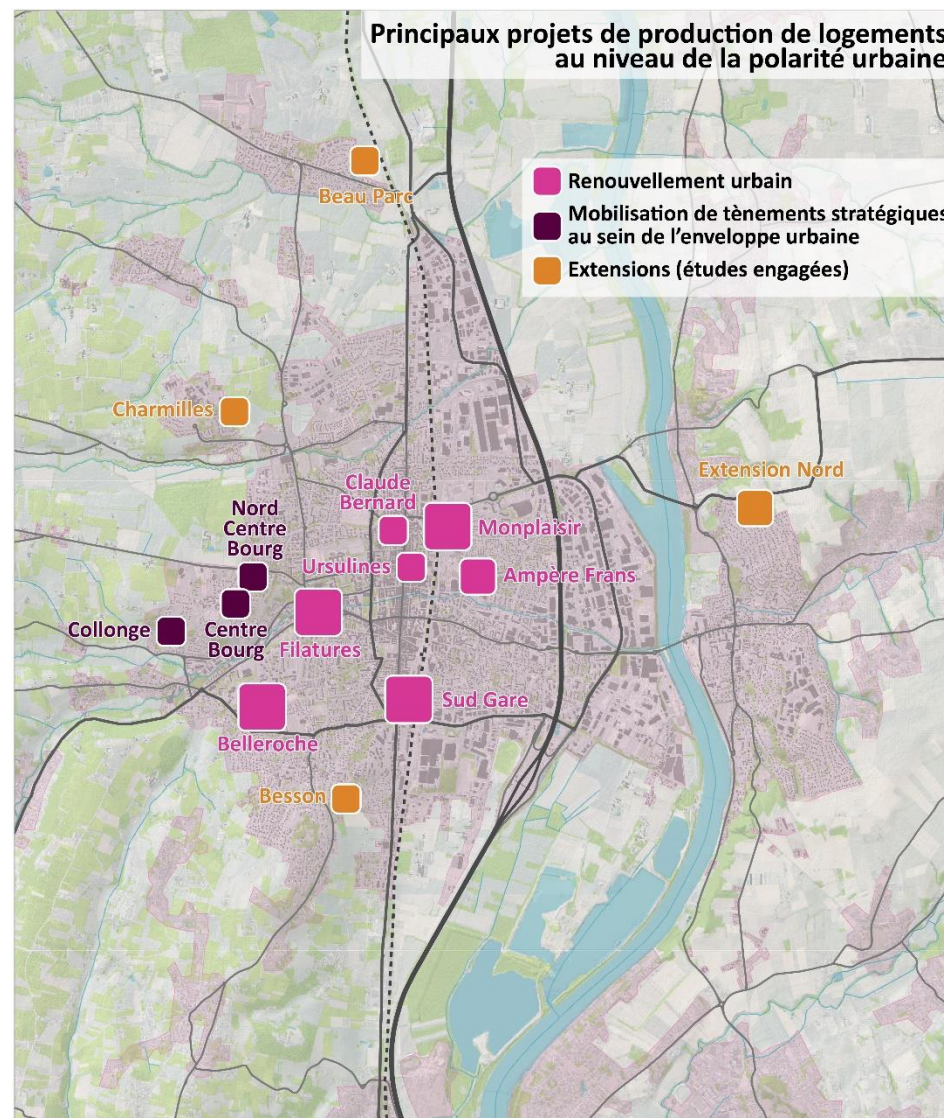 Principaux projets de production de logements
au niveau de la polarité urbaine
Renouvellement urbain
Mobilisation de tènements stratégiques
au sein de l'enveloppe urbaine
Extensions (études engagées)
Beau Parc
Charmilles
Extension Nord
Claude
Bernard
Nord
Centre
Bourg
Monplaisir
Ursulines
Ampère Frans
Collonge
Centre
Bourg
Filatures
Sud Gare
Belleroche
Besson